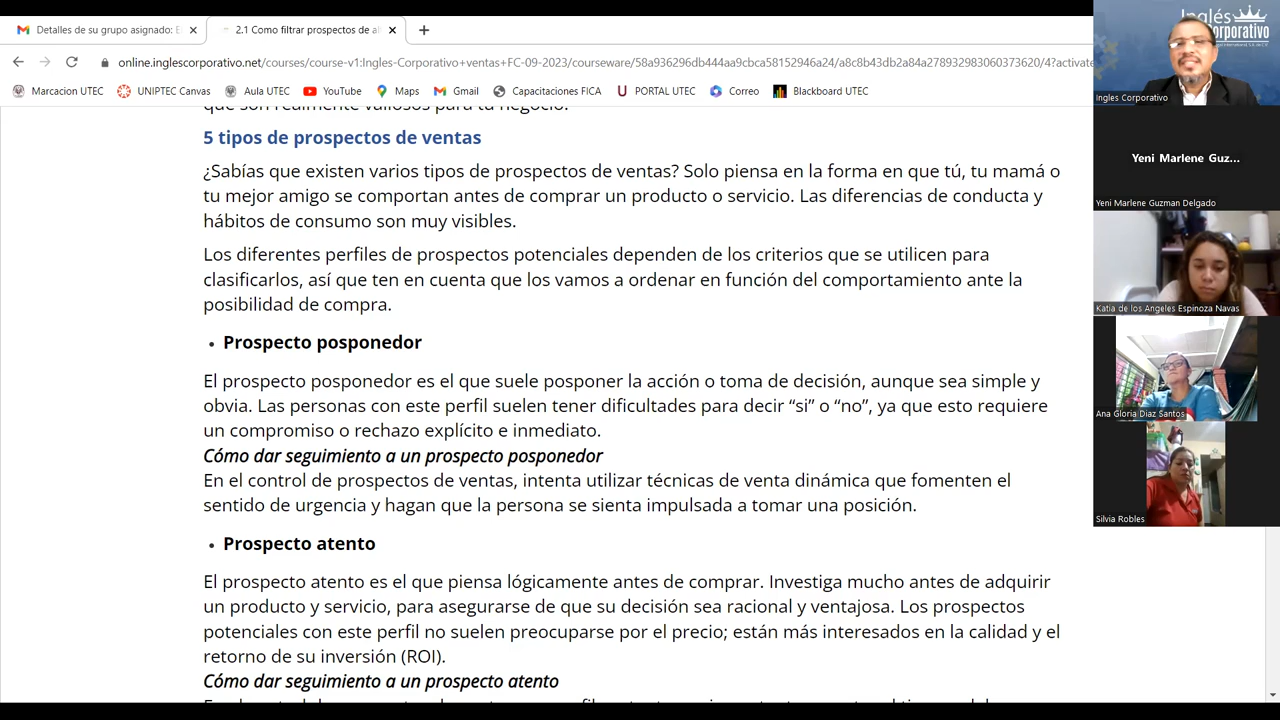 Detalles de su grupo asignado: E
2.1 Como filtrar prospectos de al
online.inglescorporativo.net/courses/course-v1:Ingles-Corporativo+ventas+FC-09-2023/courseware/58a936296db444aa9cbca58152946a24/a8c8b43db2a84a278932983060373620/4?activate
Marcacion UTEC
UNIPTEC Canvas
Aula UTEC
YouTube
Maps
Gmail
Capacitaciones FICA
PORTAL UTEC
Correo
Blackboard UTEC
que son realmente valiosos para tu negocio.
5 tipos de prospectos de ventas
¿Sabías que existen varios tipos de prospectos de ventas? Solo piensa en la forma en que tú, tu mamá o
tu mejor amigo se comportan antes de comprar un producto o servicio. Las diferencias de conducta y
hábitos de consumo son muy visibles.
Los diferentes perfiles de prospectos potenciales dependen de los criterios que se utilicen para
clasificarlos, así que ten en cuenta que los vamos a ordenar en función del comportamiento ante la
posibilidad de compra.
• Prospecto posponedor
El prospecto posponedor es el que suele posponer la acción o toma de decisión, aunque sea simple y
obvia. Las personas con este perfil suelen tener dificultades para decir “si” o “no”, ya que esto requiere
un compromiso o rechazo explícito e inmediato.
Cómo dar seguimiento a un prospecto posponedor
En el control de prospectos de ventas, intenta utilizar técnicas de venta dinámica que fomenten el
sentido de urgencia y hagan que la persona se sienta impulsada a tomar una posición.
• Prospecto atento
El prospecto atento es el que piensa lógicamente antes de comprar. Investiga mucho antes de adquirir
un producto y servicio, para asegurarse de que su decisión sea racional y ventajosa. Los prospectos
potenciales con este perfil no suelen preocuparse por el precio; están más interesados en la calidad y el
retorno de su inversión (ROI).
Cómo dar seguimiento a un prospecto atento
Inglés
Corporativo
Ingles Corporativo
Yeni Marlene Guz...
Yeni Marlene Guzman Delgado
Katia de los Angeles Espinoza Navas
Ana Gloria Diaz Santos
Silvia Robles